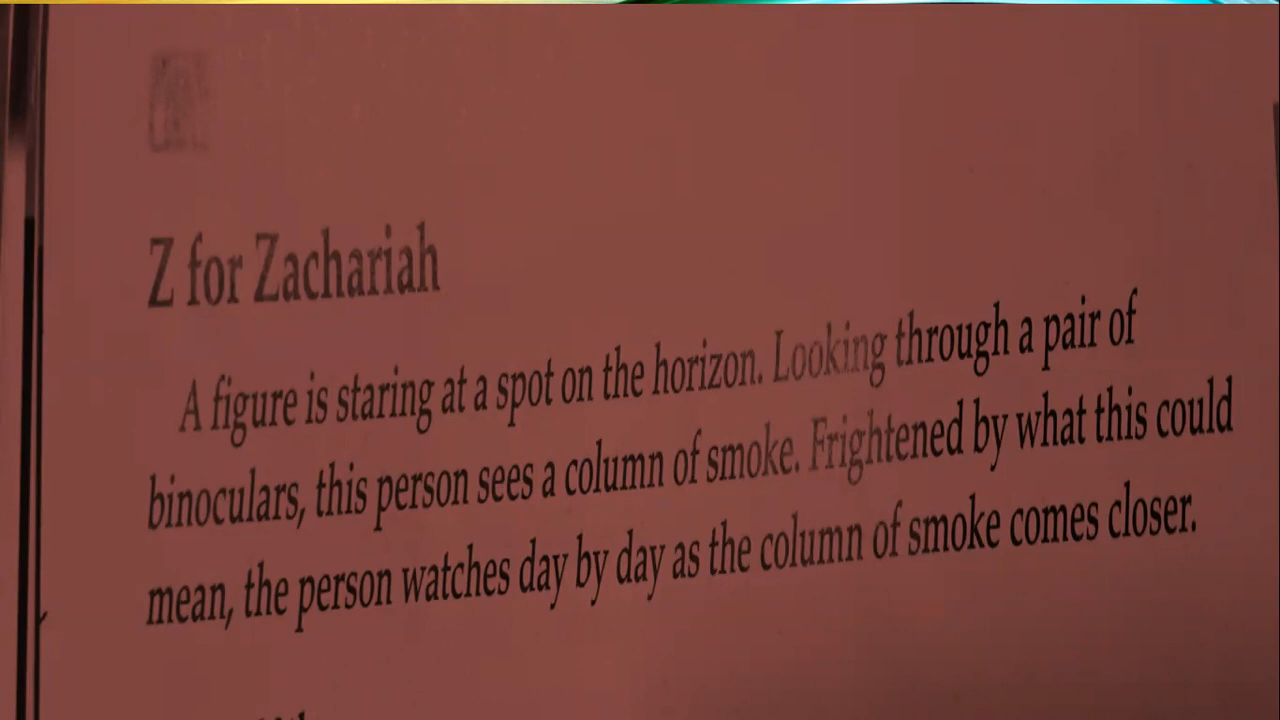 Z for Zachariah
A figure is staring at a spot on the horizon. Looking through a pair of
binoculars, this person sees a column of smoke. Frightened by what this could
mean, the person watches day by day as the column of smoke comes closer.